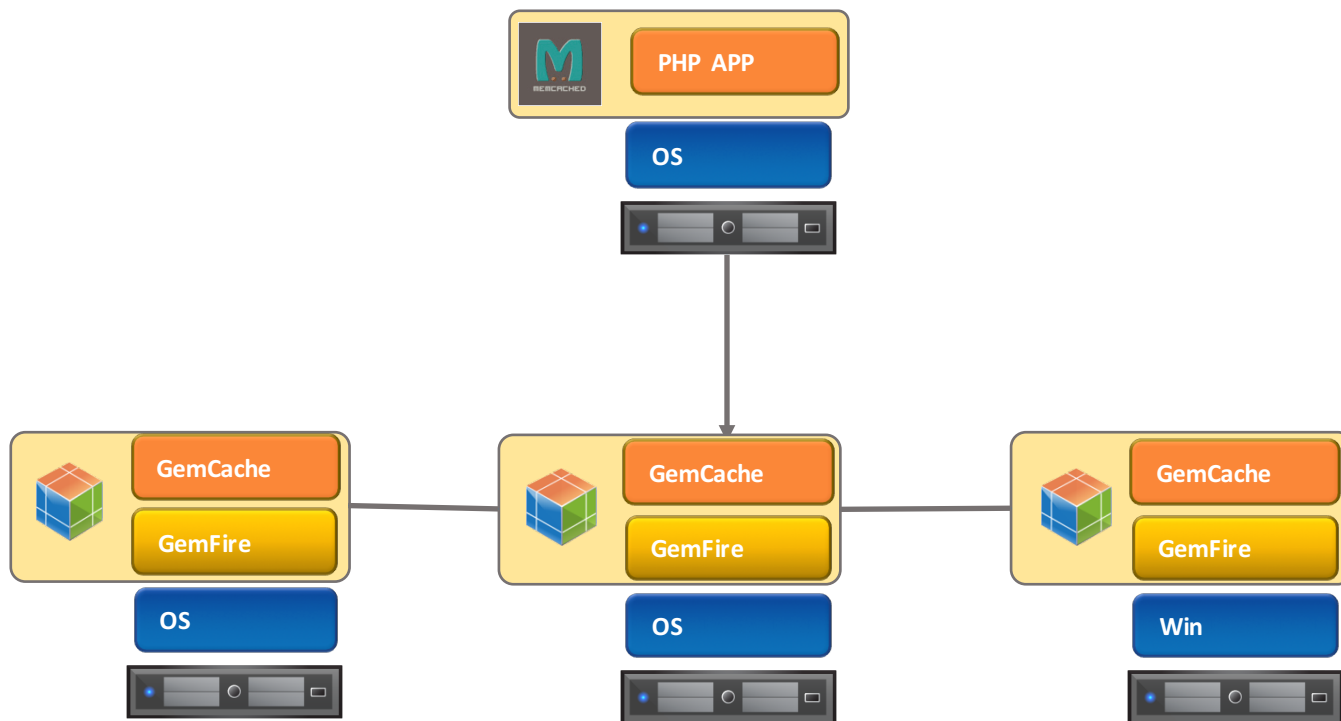 PHP APP
MEMCACHED
OS
GemCache
GemCache
GemCache
GemFire
GemFire
GemFire
OS
OS
Win